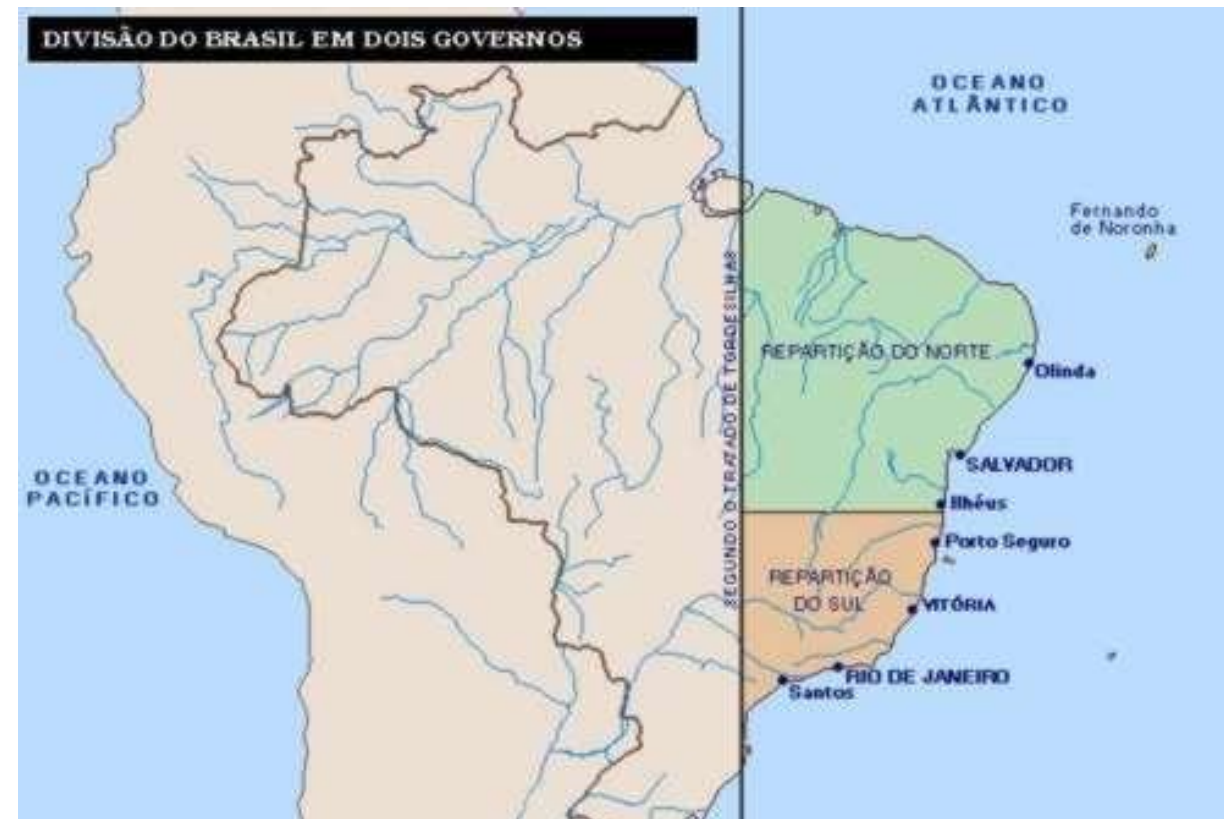 DIVISÃO DO BRASIL EM DOIS GOVERNOS
OCEANO
ATLÂNTICO
Fernando
de Noronha
SEGUNDO O TRATADO DE TORDESILHAS
REPARTIÇÃO DO NORTE
Olinda
SALVADOR
OCEANO
PACÍFICO
Ilhéus
Porto Seguro
REPARTIÇÃO
DO SUL
VITÓRIA
RIO DE JANEIRO
Santos